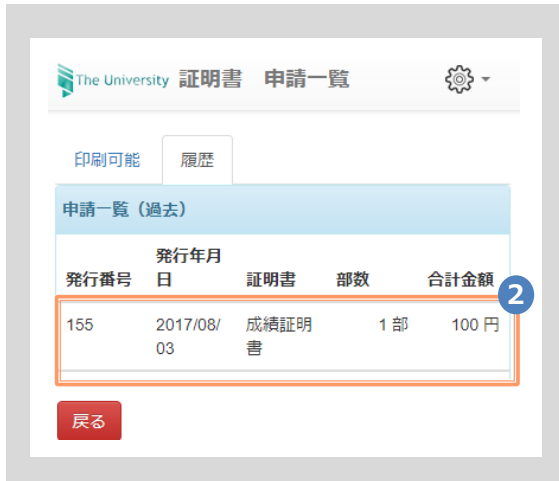 The University 証明書 申請一覧
印刷可能 履歴
申請一覧（過去）
発行番号 発行年月日 証明書 部数 合計金額
2
155 2017/08/03 成績証明書 1 部 100 円
戻る